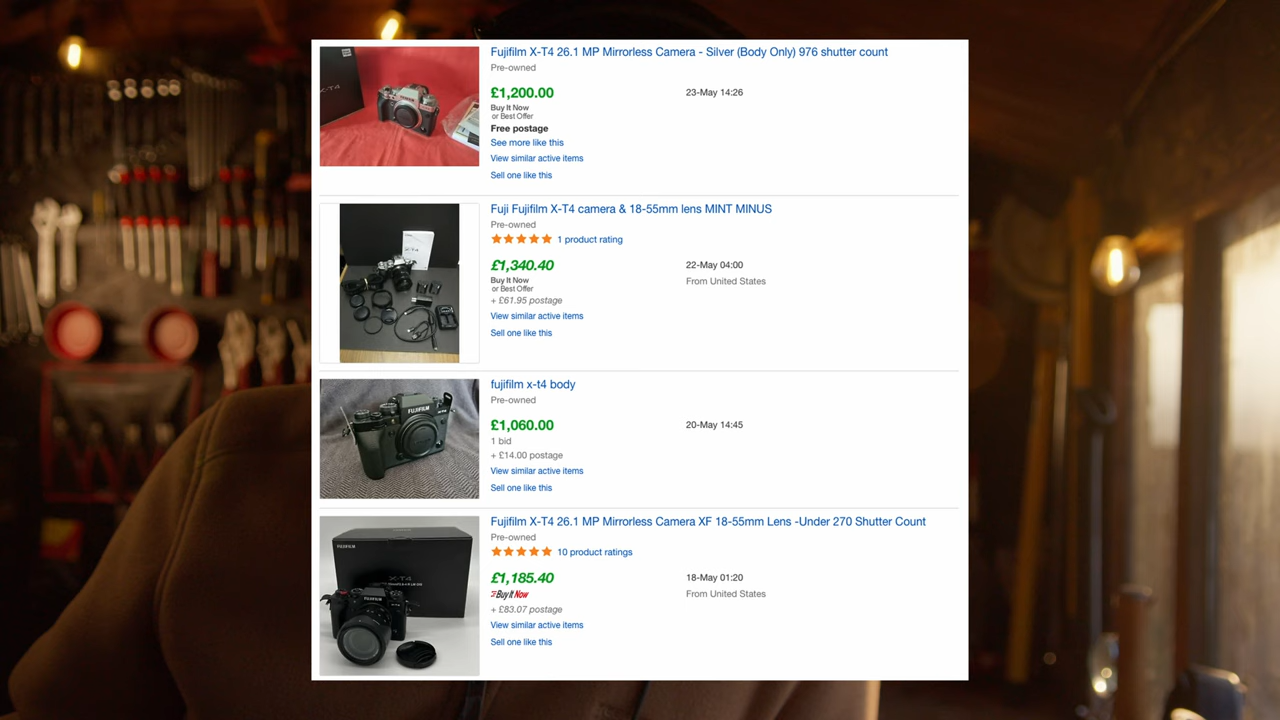 Fujifilm X-T4 26.1 MP Mirrorless Camera - Silver (Body Only) 976 shutter count
Pre-owned
£1,200.00
23-May 14:26
Buy It Now
or Best Offer
Free postage
See more like this
View similar active items
Sell one like this
X-T4
Fuji Fujifilm X-T4 camera & 18-55mm lens MINT MINUS
Pre-owned
1 product rating
£1,340.40
22-May 04:00
Buy It Now
From United States
or Best Offer
+ £61.95 postage
View similar active items
Sell one like this
X-T4
fujifilm x-t4 body
Pre-owned
£1,060.00
20-May 14:45
1 bid
+ £14.00 postage
View similar active items
Sell one like this
FUJIFILM
Fujifilm X-T4 26.1 MP Mirrorless Camera XF 18-55mm Lens -Under 270 Shutter Count
Pre-owned
10 product ratings
£1,185.40
18-May 01:20
Buy It Now
From United States
+ £83.07 postage
View similar active items
Sell one like this
FUJIFILM
X-T4
FUJIFILM